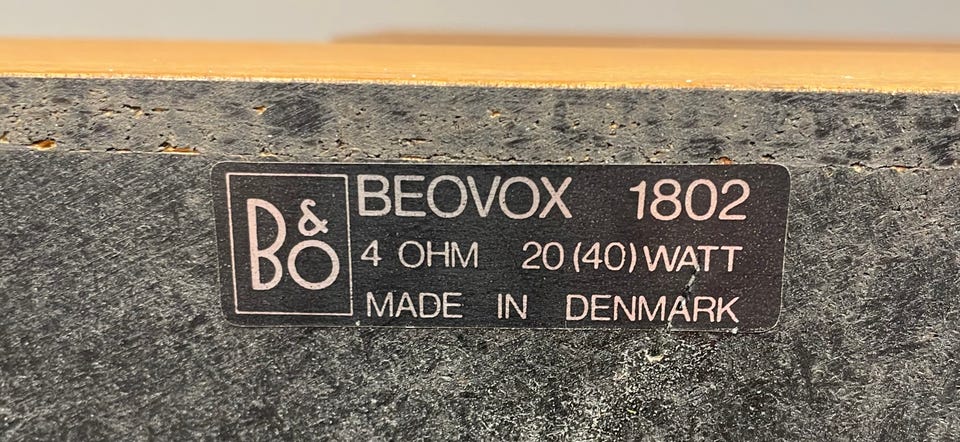 B&O
BEOVOX 1802
4 OHM 20 (40) WATT
MADE IN DENMARK